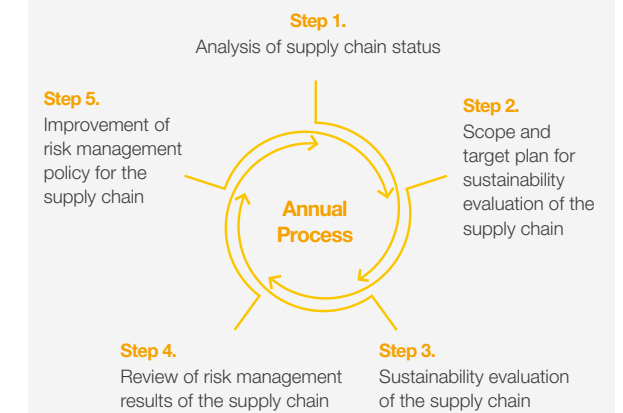 Step 1.
Analysis of supply chain status
Step 2.
Scope and
target plan for
sustainability
evaluation of the
supply chain
Step 3.
Sustainability evaluation
of the supply chain
Step 4.
Review of risk management
results of the supply chain
Step 5.
Improvement of
risk management
policy for the
supply chain
Annual
Process